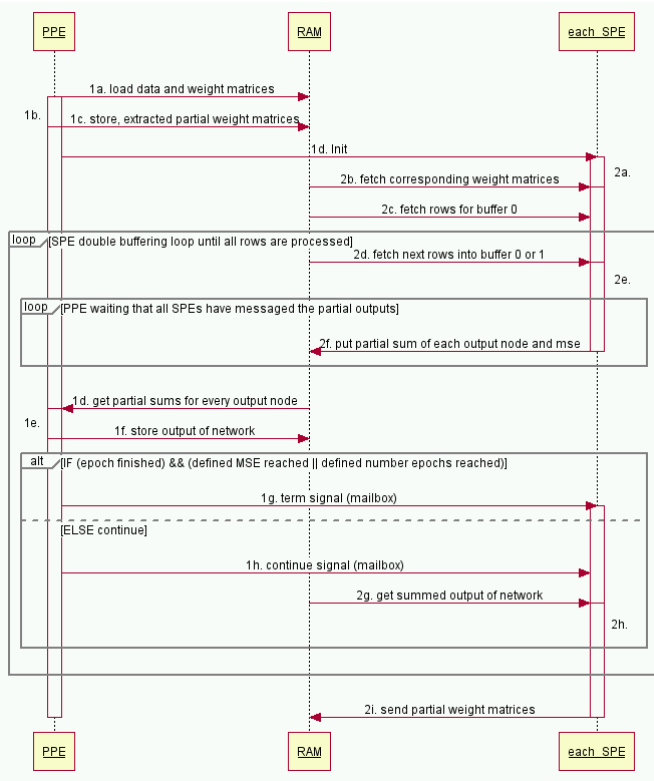 PPE RAM each_SPE
1a. load data and weight matrices
1b.
1c. store, extracted partial weight matrices
1d. Init
2a.
2b. fetch corresponding weight matrices
2c. fetch rows for buffer 0
loop [SPE double buffering loop until all rows are processed]
2d. fetch next rows into buffer 0 or 1
2e.
loop [PPE waiting that all SPEs have messaged the partial outputs]
2f. put partial sum of each output node and mse
1d. get partial sums for every output node
1e.
1f. store output of network
alt [IF (epoch finished) && (defined MSE reached || defined number epochs reached)]
1g. term signal (mailbox)
[ELSE continue]
1h. continue signal (mailbox)
2g. get summed output of network
2h.
2i. send partial weight matrices
PPE RAM each_SPE